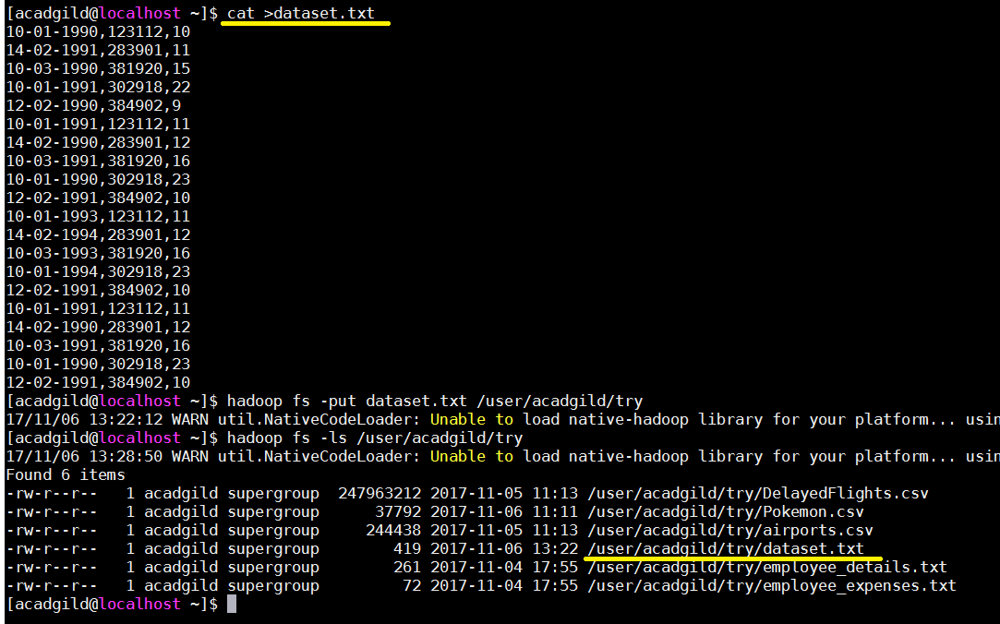 [acadgild@localhost ~]$ cat >dataset.txt
10-01-1990,123112,10
14-02-1991,283901,11
10-03-1990,381920,15
10-01-1991,302918,22
12-02-1990,384902,9
10-01-1991,123112,11
14-02-1990,283901,12
10-03-1991,381920,16
10-01-1990,302918,23
12-02-1991,384902,10
10-01-1993,123112,11
14-02-1994,283901,12
10-03-1993,381920,16
10-01-1994,302918,23
12-02-1991,384902,10
10-01-1991,123112,11
14-02-1990,283901,12
10-03-1991,381920,16
10-01-1990,302918,23
12-02-1991,384902,10
[acadgild@localhost ~]$ hadoop fs -put dataset.txt /user/acadgild/try
17/11/06 13:22:12 WARN util.NativeCodeLoader: Unable to load native-hadoop library for your platform... usin
[acadgild@localhost ~]$ hadoop fs -ls /user/acadgild/try
17/11/06 13:28:50 WARN util.NativeCodeLoader: Unable to load native-hadoop library for your platform... usin
Found 6 items
-rw-r--r--   1 acadgild supergroup  247963212 2017-11-05 11:13 /user/acadgild/try/DelayedFlights.csv
-rw-r--r--   1 acadgild supergroup      37792 2017-11-06 11:11 /user/acadgild/try/Pokemon.csv
-rw-r--r--   1 acadgild supergroup     244438 2017-11-05 11:13 /user/acadgild/try/airports.csv
-rw-r--r--   1 acadgild supergroup        419 2017-11-06 13:22 /user/acadgild/try/dataset.txt
-rw-r--r--   1 acadgild supergroup        261 2017-11-04 17:55 /user/acadgild/try/employee_details.txt
-rw-r--r--   1 acadgild supergroup         72 2017-11-04 17:55 /user/acadgild/try/employee_expenses.txt
[acadgild@localhost ~]$